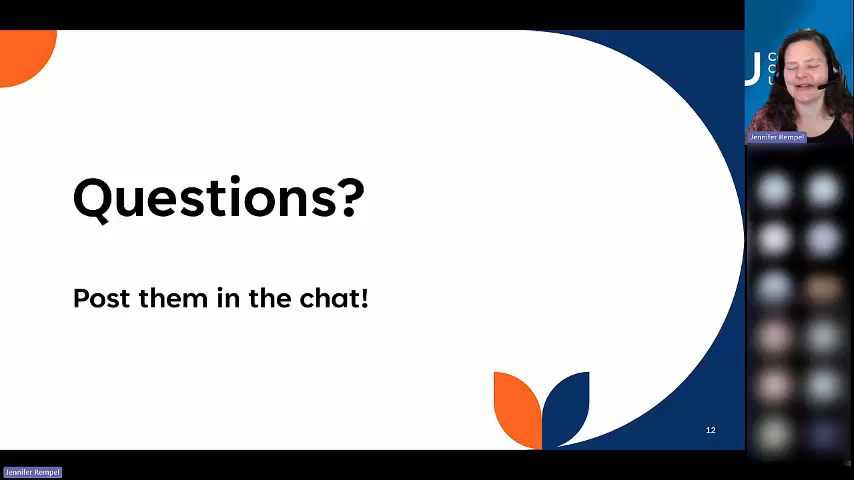 Questions?
Post them in the chat!
12
Jennifer Rempel
Jennifer Rempel